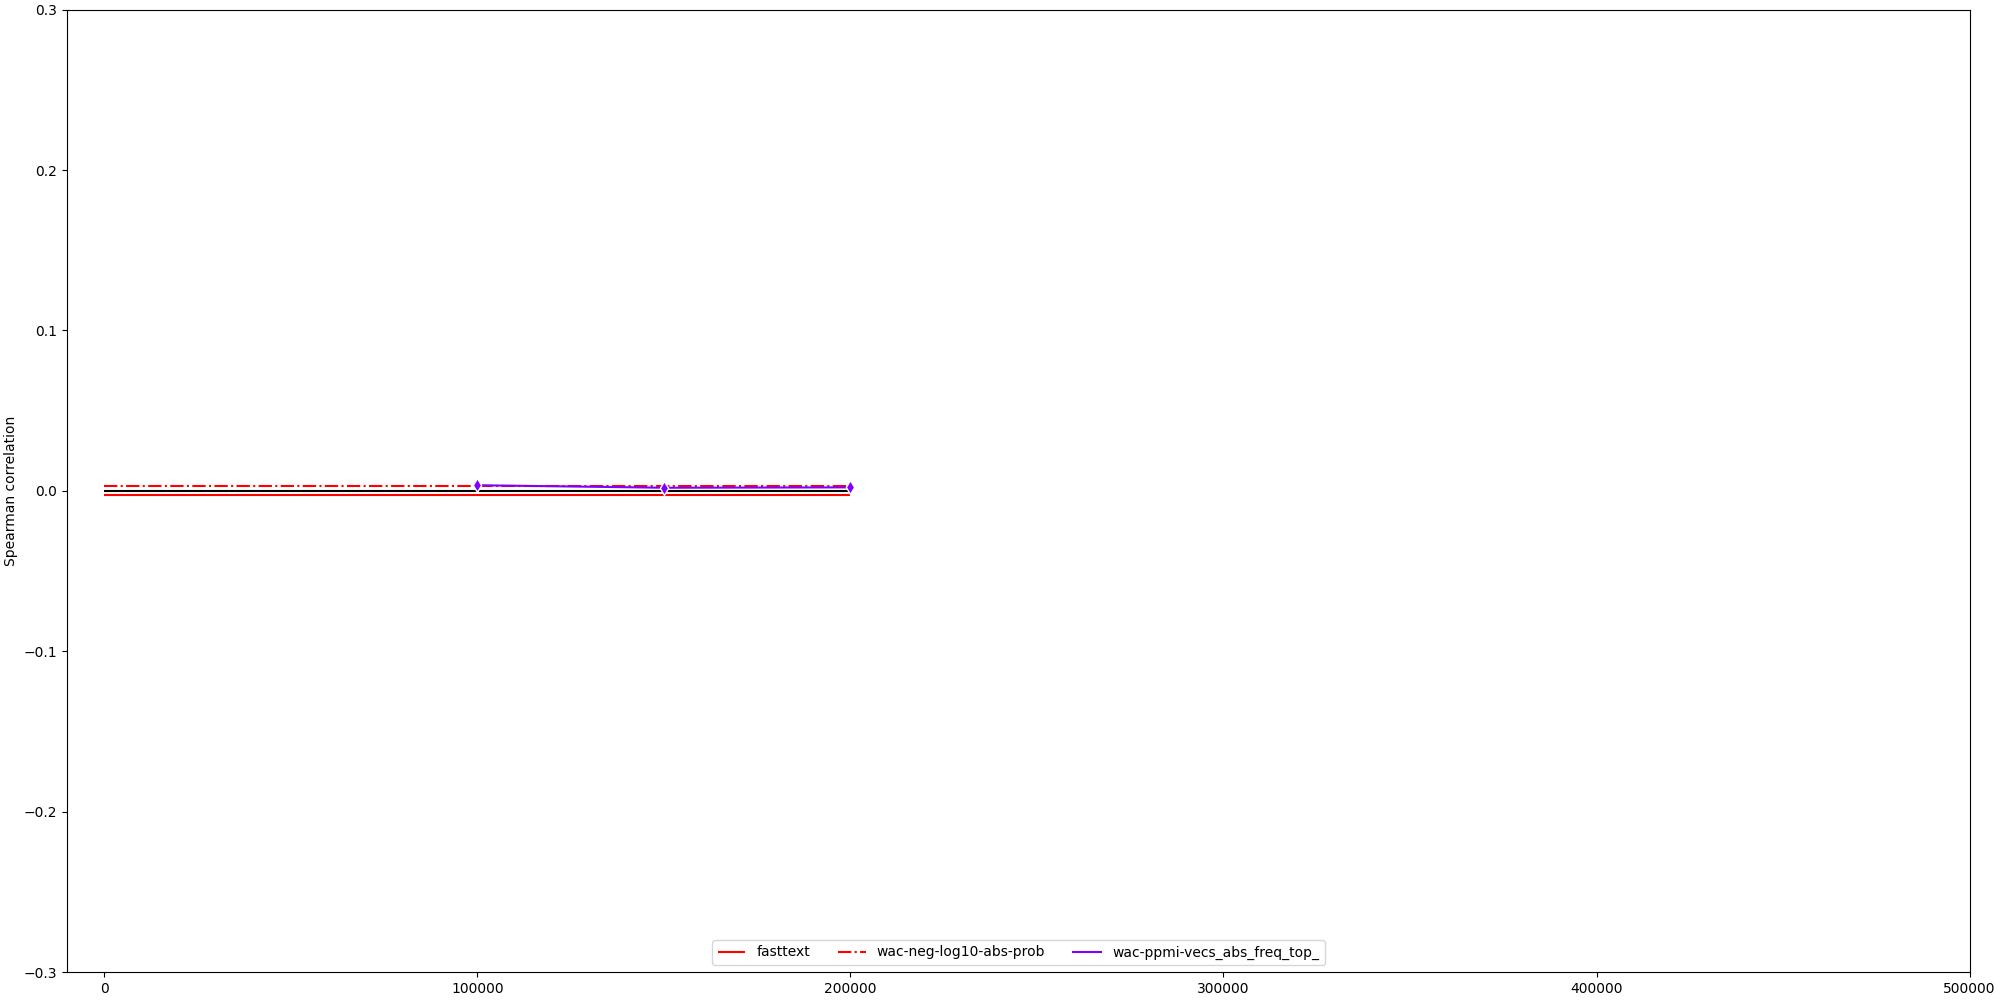 0.3
0.2
0.1
0.0
−0.1
−0.2
−0.3
Spearman correlation
fasttext wac-neg-log10-abs-prob wac-ppmi-vecs_abs_freq_top_
0 100000 200000 300000 400000 500000